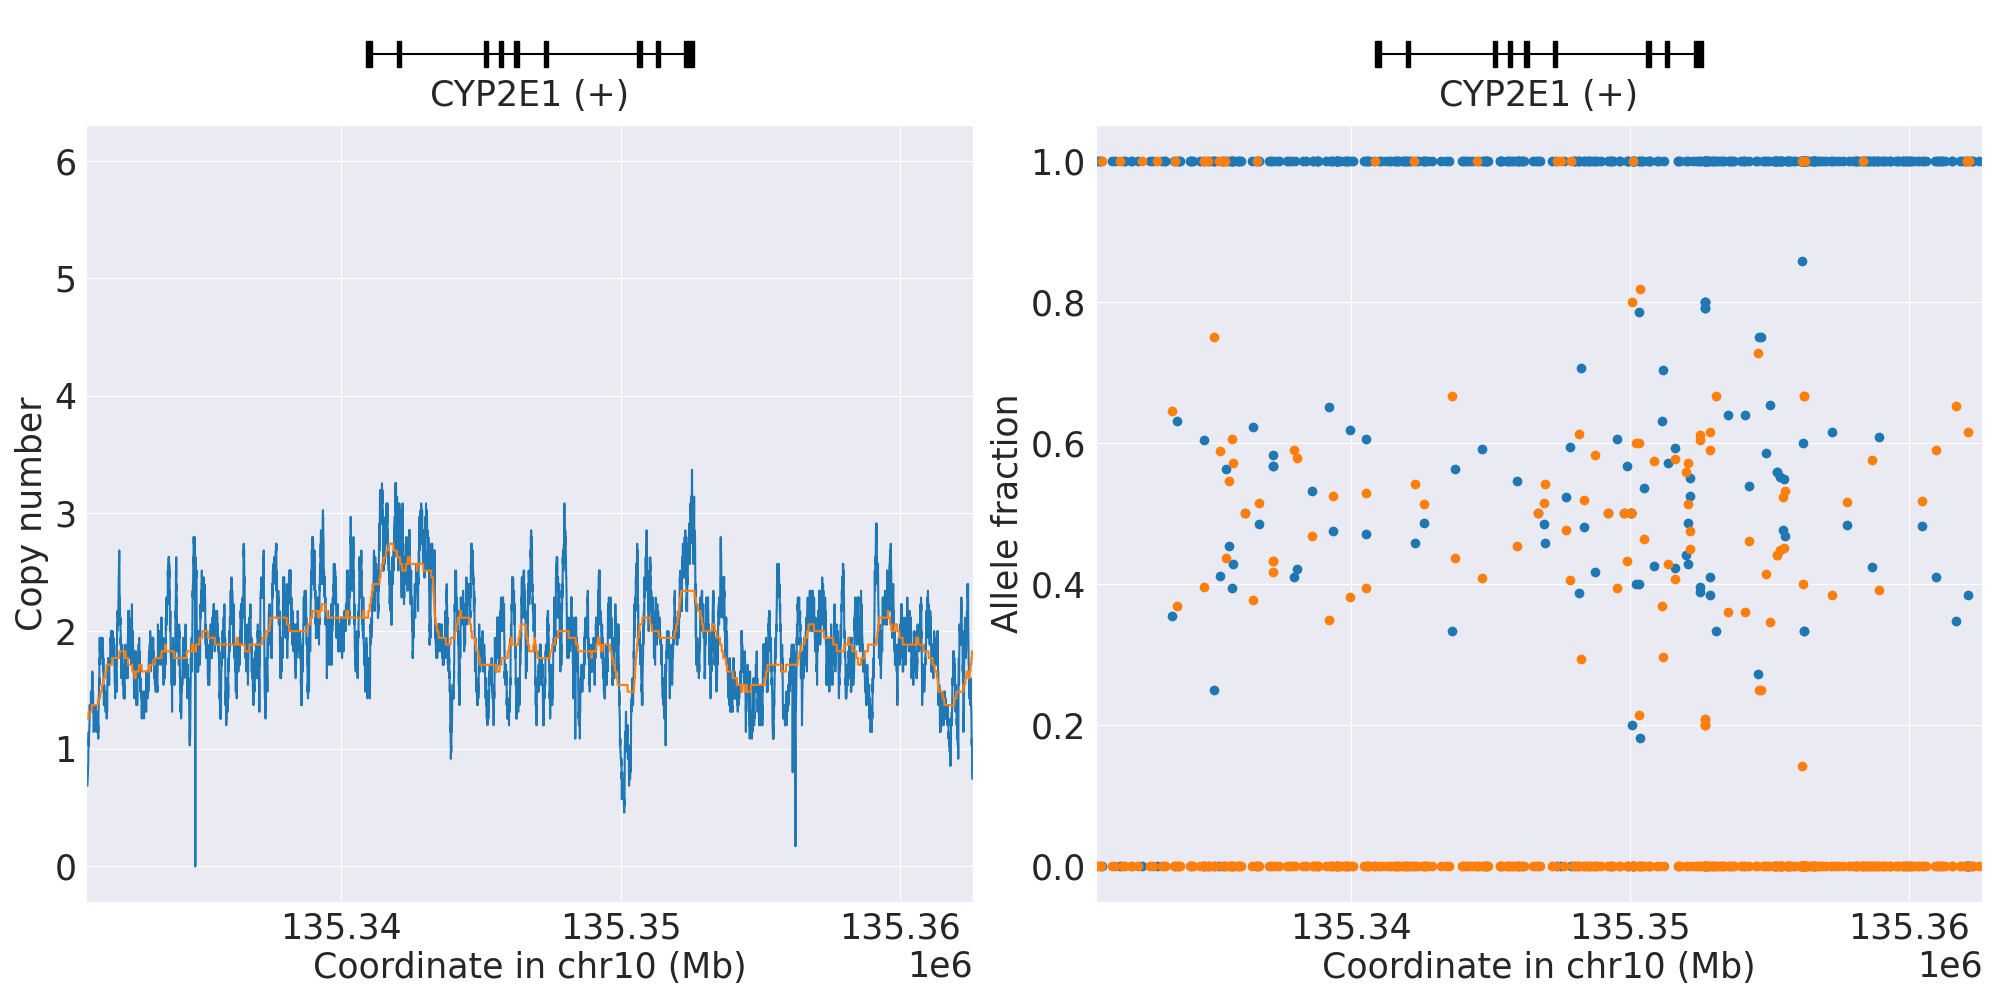 CYP2E1 (+)
6
5
4
3
2
1
0
Copy number
135.34 135.35 135.36
Coordinate in chr10 (Mb)
1e6
CYP2E1 (+)
1.0
0.8
0.6
0.4
0.2
0.0
Allele fraction
135.34 135.35 135.36
Coordinate in chr10 (Mb)
1e6